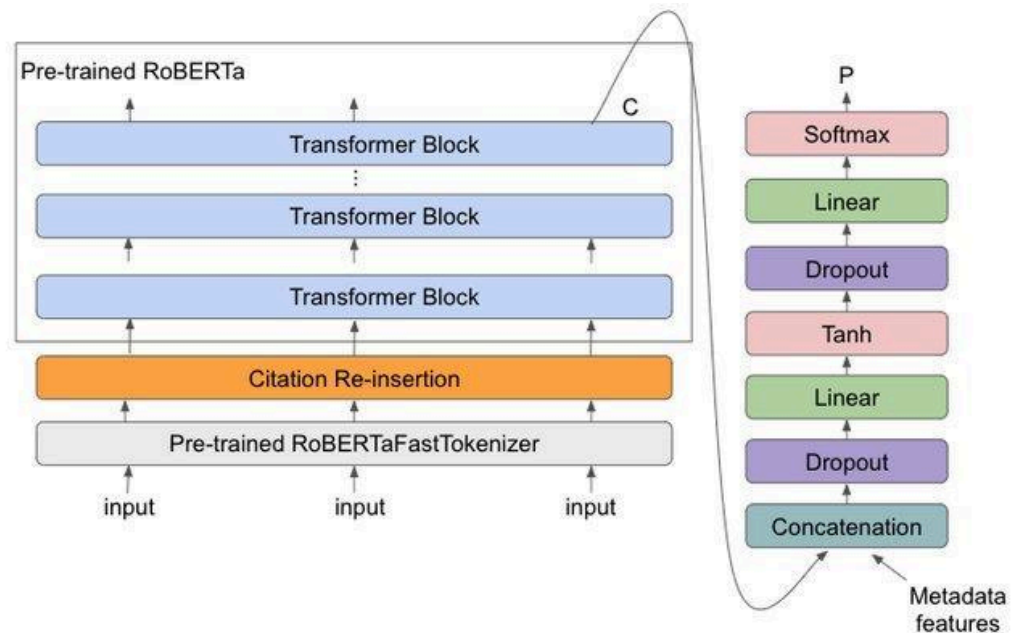 Pre-trained RoBERTa
C
Transformer Block
Transformer Block
Transformer Block
Citation Re-insertion
Pre-trained RoBERTaFastTokenizer
input input input
P
Softmax
Linear
Dropout
Tanh
Linear
Dropout
Concatenation
Metadata
features